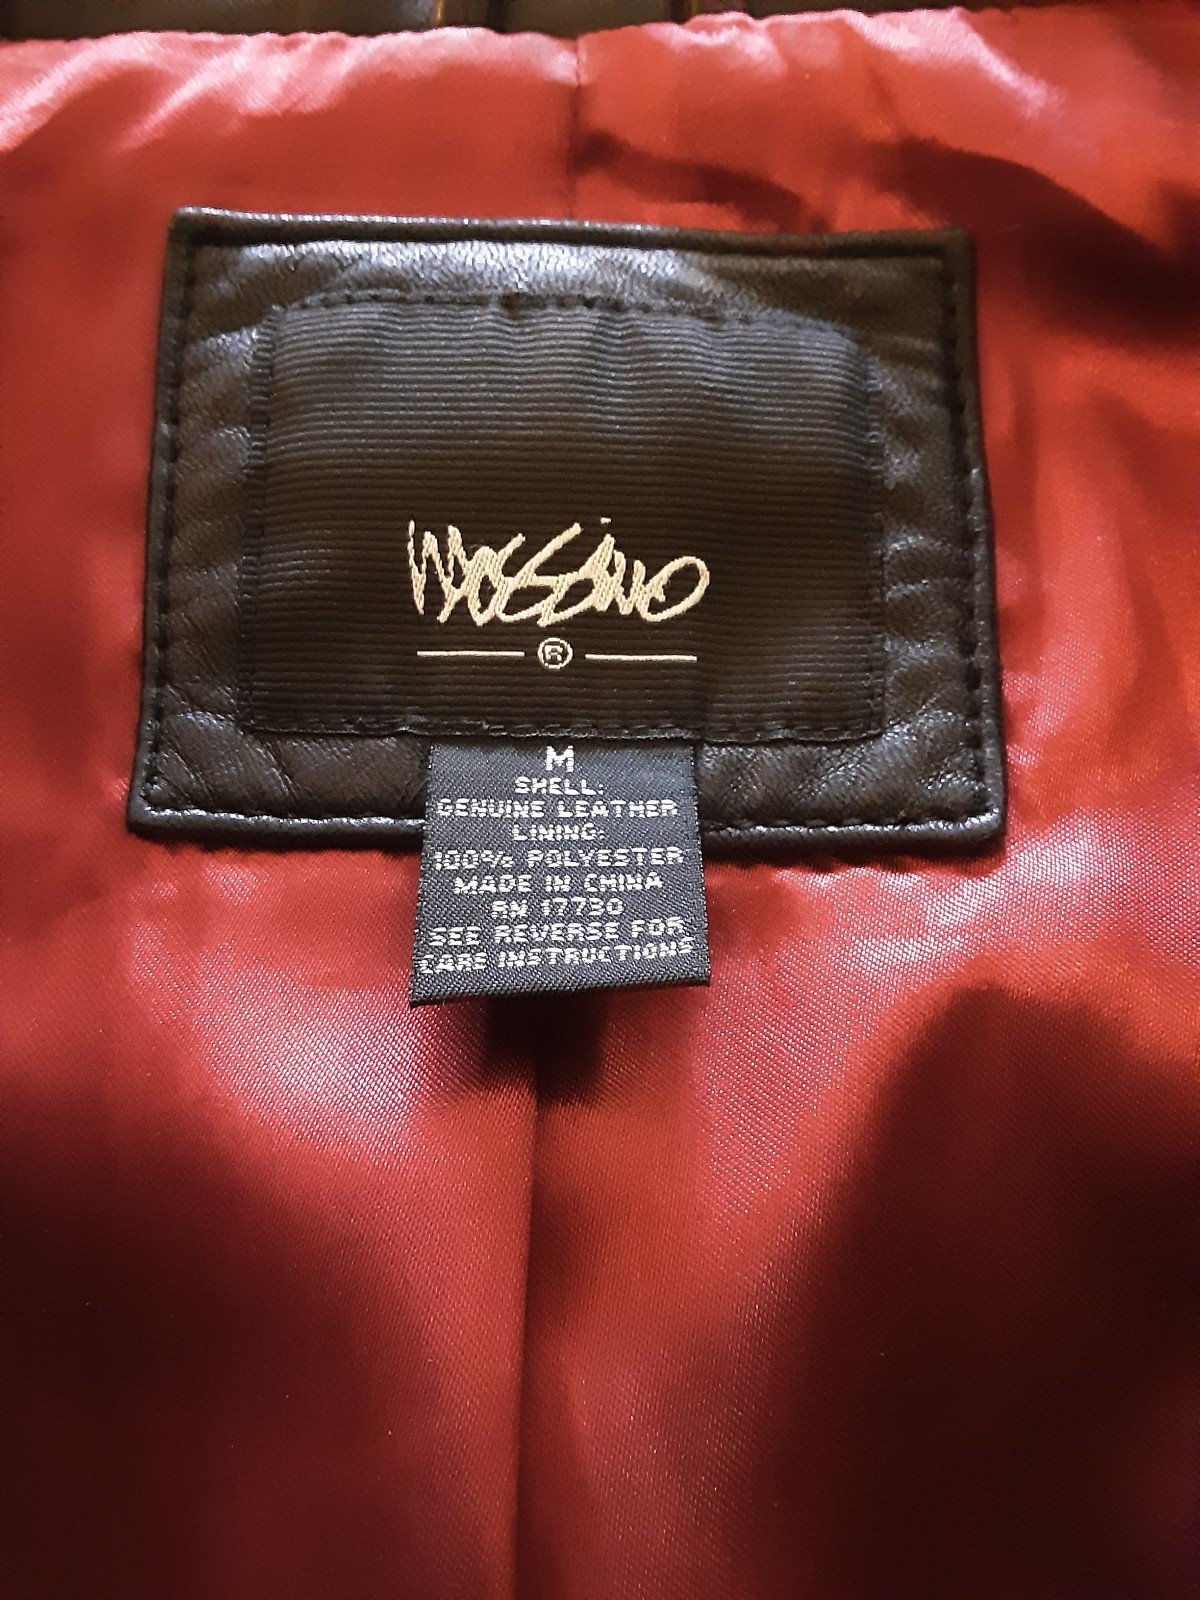 Mossimo
®
M
SHELL:
GENUINE LEATHER
LINING:
100% POLYESTER
MADE IN CHINA
RN 17730
SEE REVERSE FOR
CARE INSTRUCTIONS